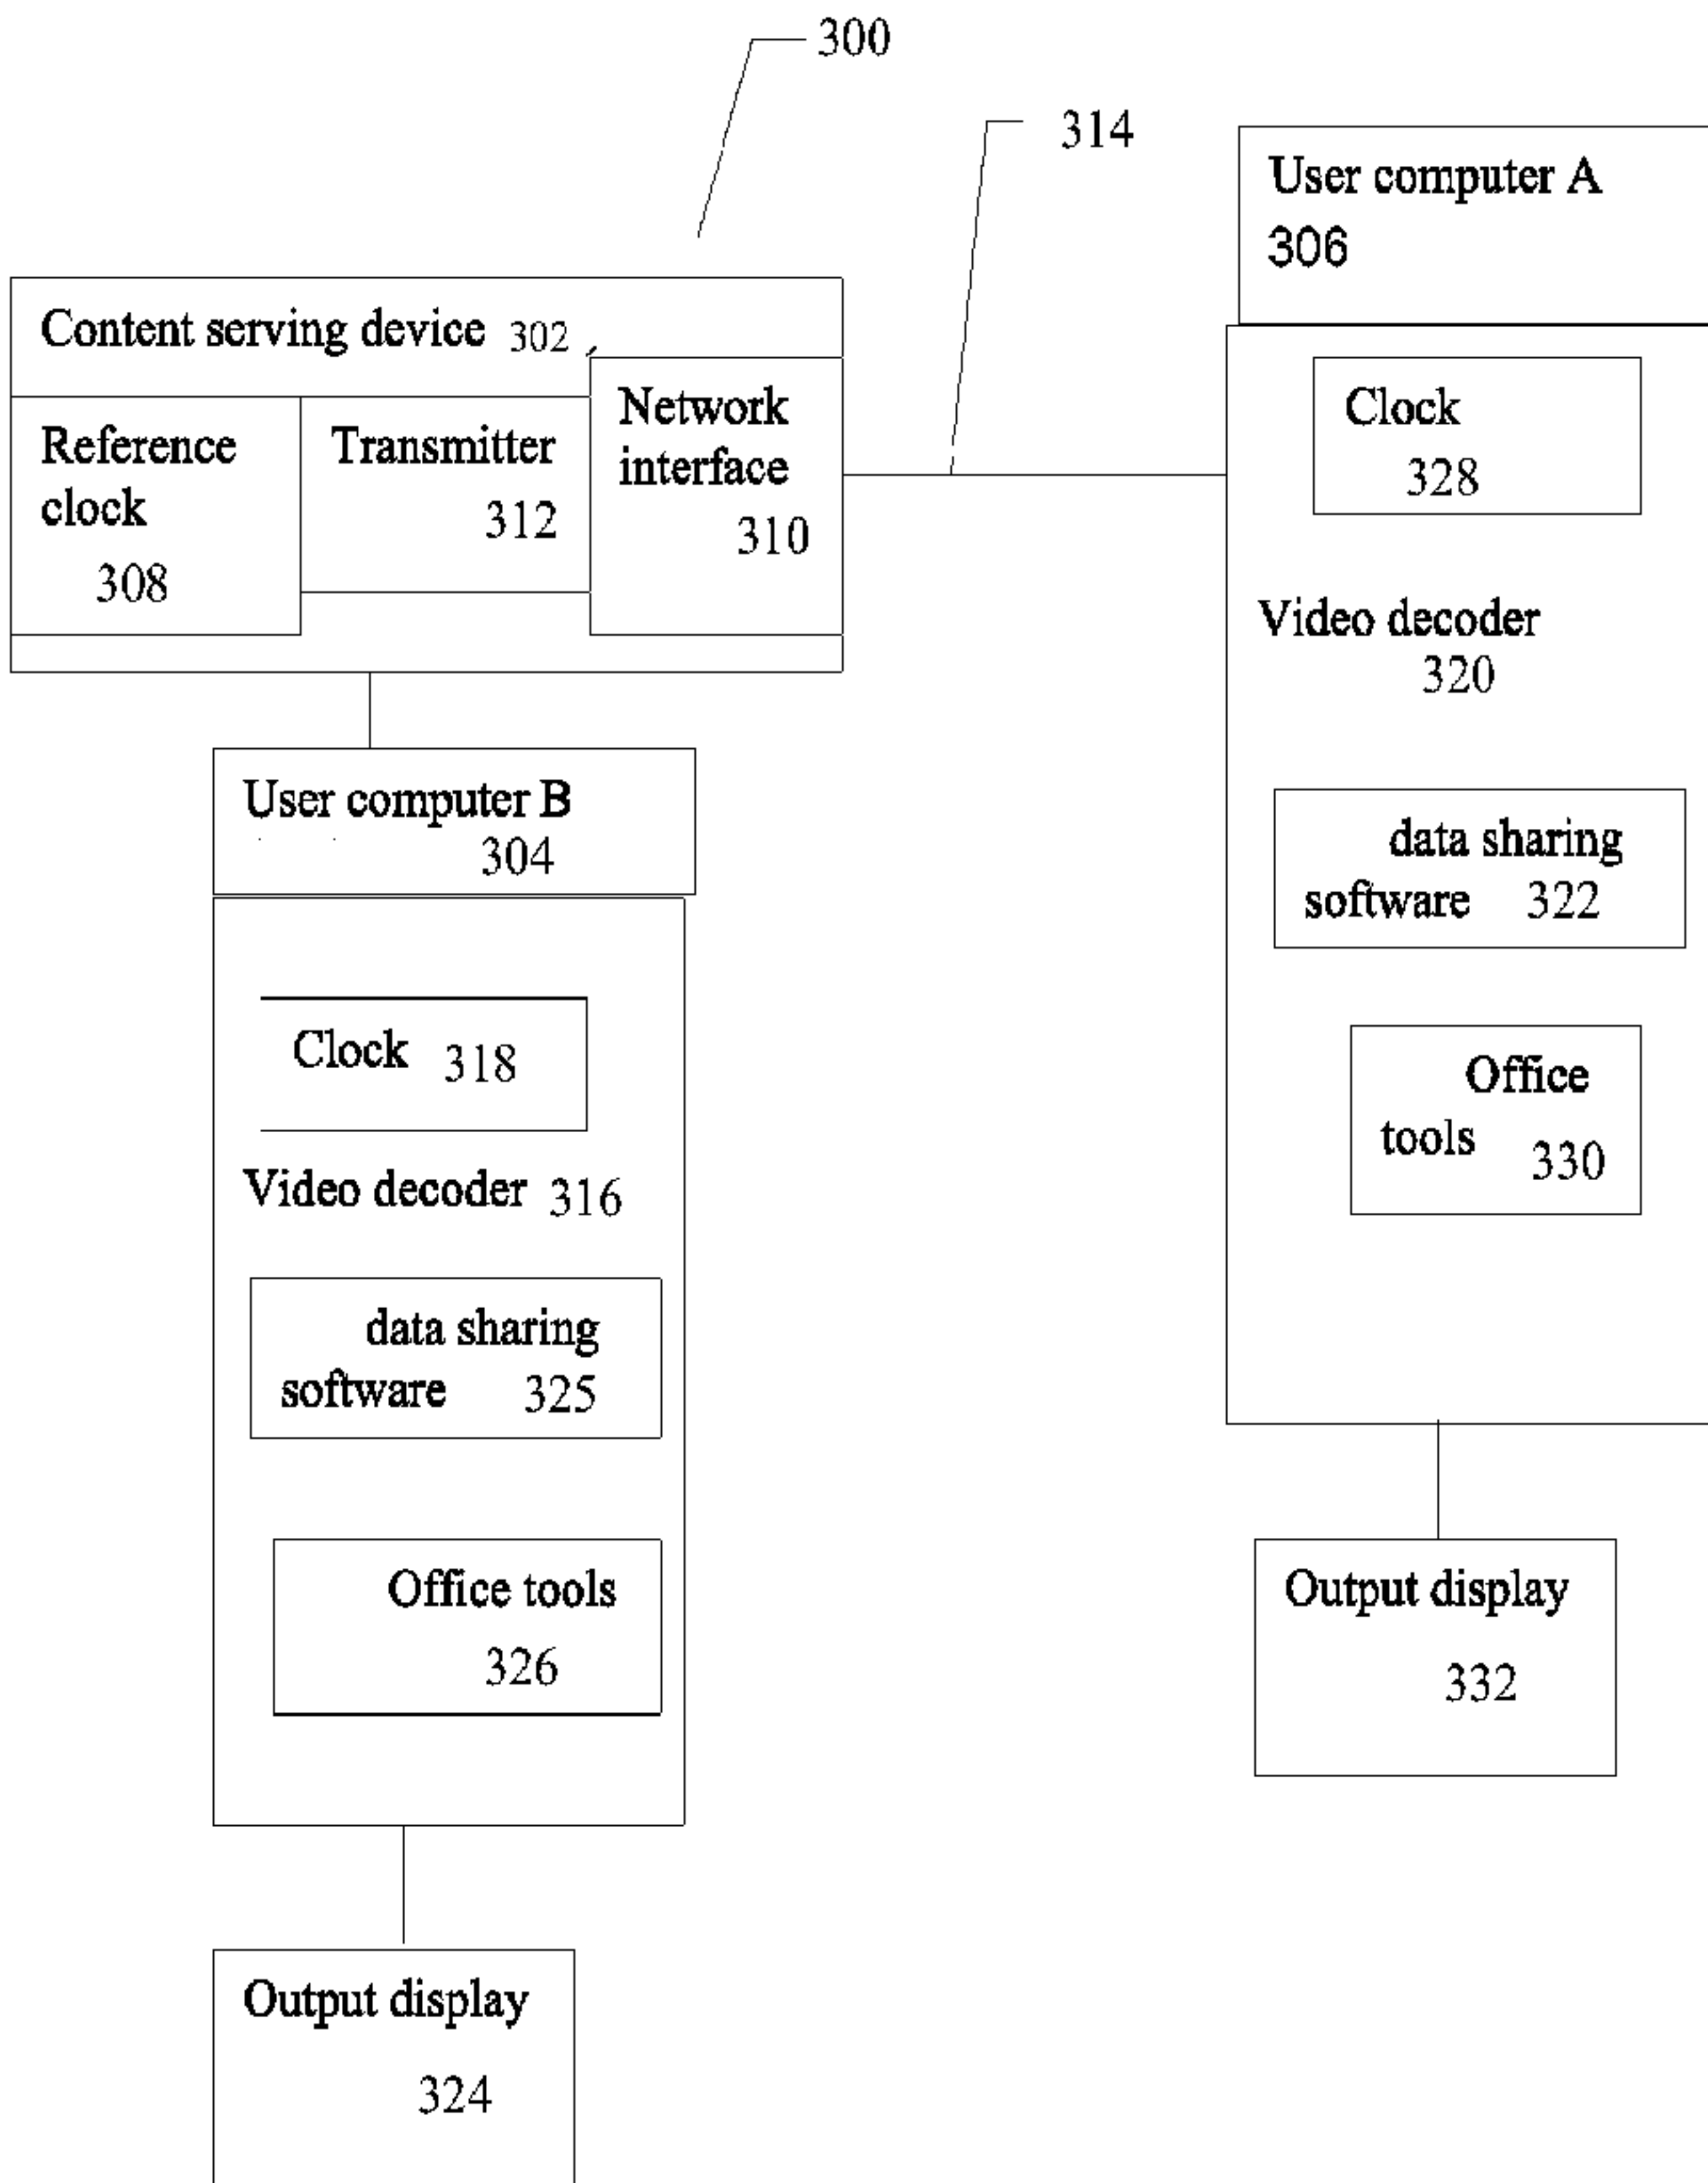 300
314
User computer A
306
Content serving device 302
Reference
clock
308
Transmitter
312
Network
interface
310
Clock
328
Video decoder
320
data sharing
software 322
Office
tools 330
Output display
332
User computer B
304
Clock 318
Video decoder 316
data sharing
software 325
Office tools
326
Output display
324